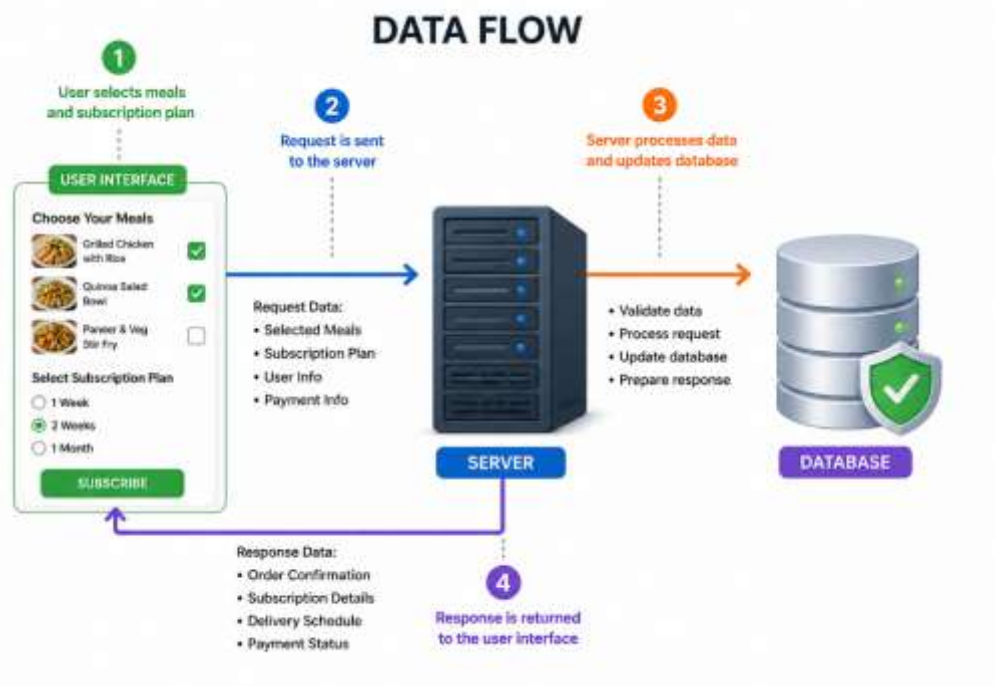 DATA FLOW
1
User selects meals
and subscription plan
2
Request is sent
to the server
3
Server processes data
and updates database
USER INTERFACE
Choose Your Meals
Grilled Chicken
with Rice
Quinoa Salad
Bowl
Paneer & Veg
Stir Fry
Select Subscription Plan
1 Week
2 Weeks
1 Month
SUBSCRIBE
Request Data:
• Selected Meals
• Subscription Plan
• User Info
• Payment Info
SERVER
• Validate data
• Process request
• Update database
• Prepare response
DATABASE
Response Data:
• Order Confirmation
• Subscription Details
• Delivery Schedule
• Payment Status
4
Response is returned
to the user interface